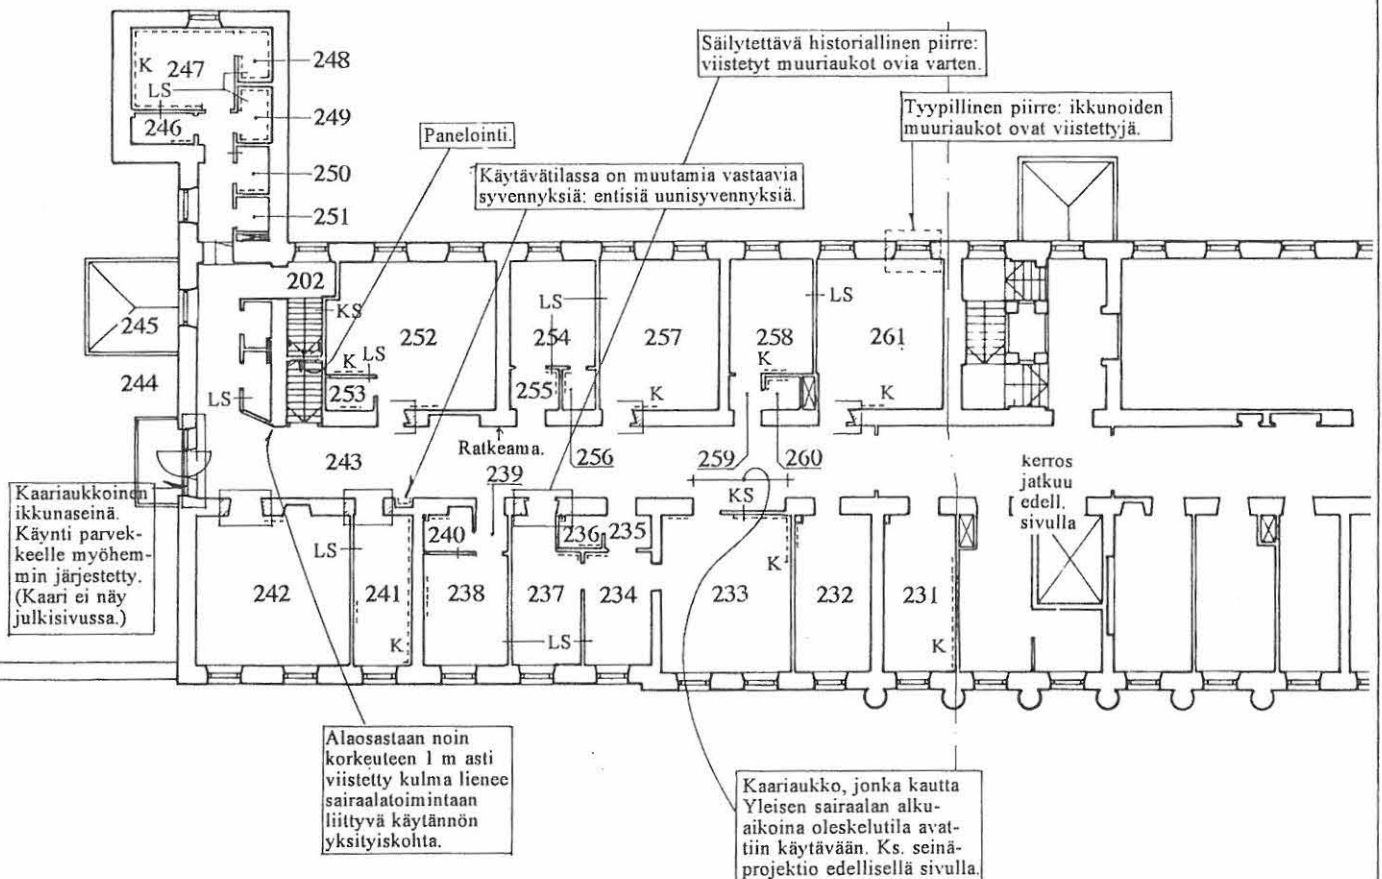 Säilytettävä historiallinen piirre:
viistetyt muuriaukot ovia varten.
Tyypillinen piirre: ikkunoiden
muuriaukot ovat viistettyjä.
Panelointi.
Käytävätilassa on muutamia vastaavia
syvennyksiä: entisiä uunisyvennyksiä.
K
247
248
LS
249
246
250
251
202
KS
245
244
LS
252
K
LS
253
LS
254
255
257
K
258
LS
K
261
K
243
Ratkeama.
239
256
259
260
KS
kerros
jatkuu
edell.
sivulla
Kaariaukkoinen
ikkunaseinä.
Käynti parvek-
keelle myöhem-
min järjestetty.
(Kaari ei näy
julkisivussa.)
242
LS
241
K
240
238
237
LS
236
235
234
233
K
232
231
K
Alaosastaan noin
korkeuteen 1 m asti
viistetty kulma lienee
sairaalatoimintaan
liittyvä käytännön
yksityiskohta.
Kaariaukko, jonka kautta
Yleisen sairaalan alku-
aikoina oleskelutila avat-
tiin käytävään. Ks. seinä-
projektio edellisellä sivulla.